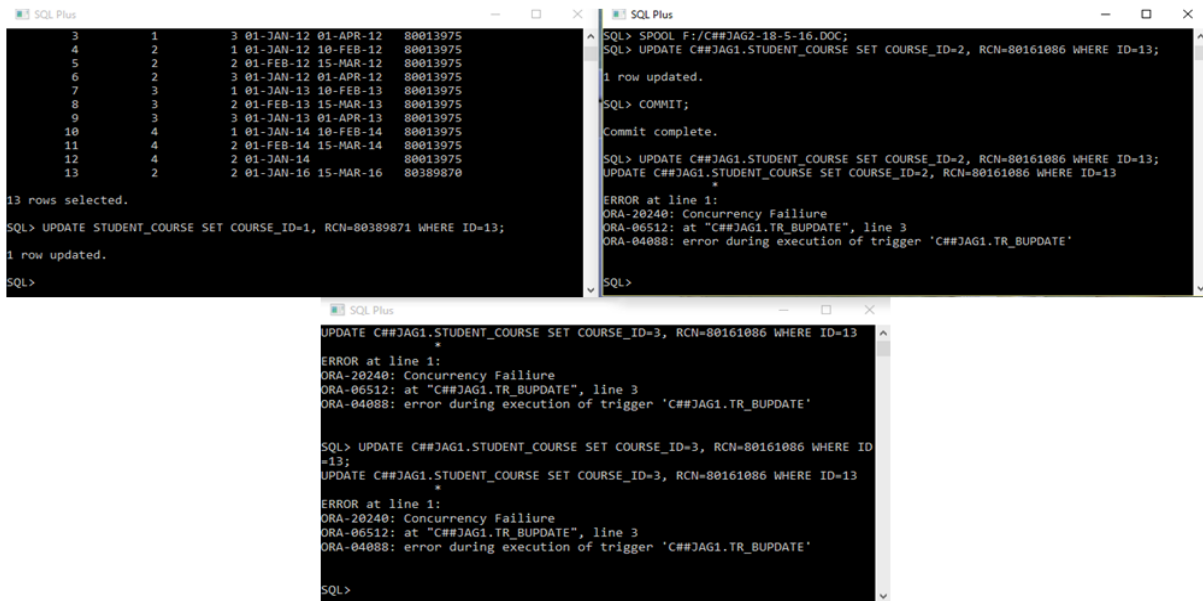 SQL Plus
3 1 3 01-JAN-12 01-APR-12 80013975
4 2 1 01-JAN-12 10-FEB-12 80013975
5 2 2 01-FEB-12 15-MAR-12 80013975
6 2 3 01-JAN-12 01-APR-12 80013975
7 3 1 01-JAN-13 10-FEB-13 80013975
8 3 2 01-FEB-13 15-MAR-13 80013975
9 3 3 01-JAN-13 01-APR-13 80013975
10 4 1 01-JAN-14 10-FEB-14 80013975
11 4 2 01-FEB-14 15-MAR-14 80013975
12 4 2 01-JAN-14 80013975
13 2 2 01-JAN-16 15-MAR-16 80389870
13 rows selected.
SQL> UPDATE STUDENT_COURSE SET COURSE_ID=1, RCN=80389871 WHERE ID=13;
1 row updated.
SQL>
SQL Plus
SQL> SPOOL F:/C##JAG2-18-5-16.DOC;
SQL> UPDATE C##JAG1.STUDENT_COURSE SET COURSE_ID=2, RCN=80161086 WHERE ID=13;
1 row updated.
SQL> COMMIT;
Commit complete.
SQL> UPDATE C##JAG1.STUDENT_COURSE SET COURSE_ID=2, RCN=80161086 WHERE ID=13;
UPDATE C##JAG1.STUDENT_COURSE SET COURSE_ID=2, RCN=80161086 WHERE ID=13
*
ERROR at line 1:
ORA-20240: Concurrency Failiure
ORA-06512: at "C##JAG1.TR_BUPDATE", line 3
ORA-04088: error during execution of trigger 'C##JAG1.TR_BUPDATE'
SQL>
SQL Plus
UPDATE C##JAG1.STUDENT_COURSE SET COURSE_ID=3, RCN=80161086 WHERE ID=13
*
ERROR at line 1:
ORA-20240: Concurrency Failiure
ORA-06512: at "C##JAG1.TR_BUPDATE", line 3
ORA-04088: error during execution of trigger 'C##JAG1.TR_BUPDATE'
SQL> UPDATE C##JAG1.STUDENT_COURSE SET COURSE_ID=3, RCN=80161086 WHERE ID
=13;
UPDATE C##JAG1.STUDENT_COURSE SET COURSE_ID=3, RCN=80161086 WHERE ID=13
*
ERROR at line 1:
ORA-20240: Concurrency Failiure
ORA-06512: at "C##JAG1.TR_BUPDATE", line 3
ORA-04088: error during execution of trigger 'C##JAG1.TR_BUPDATE'
SQL>